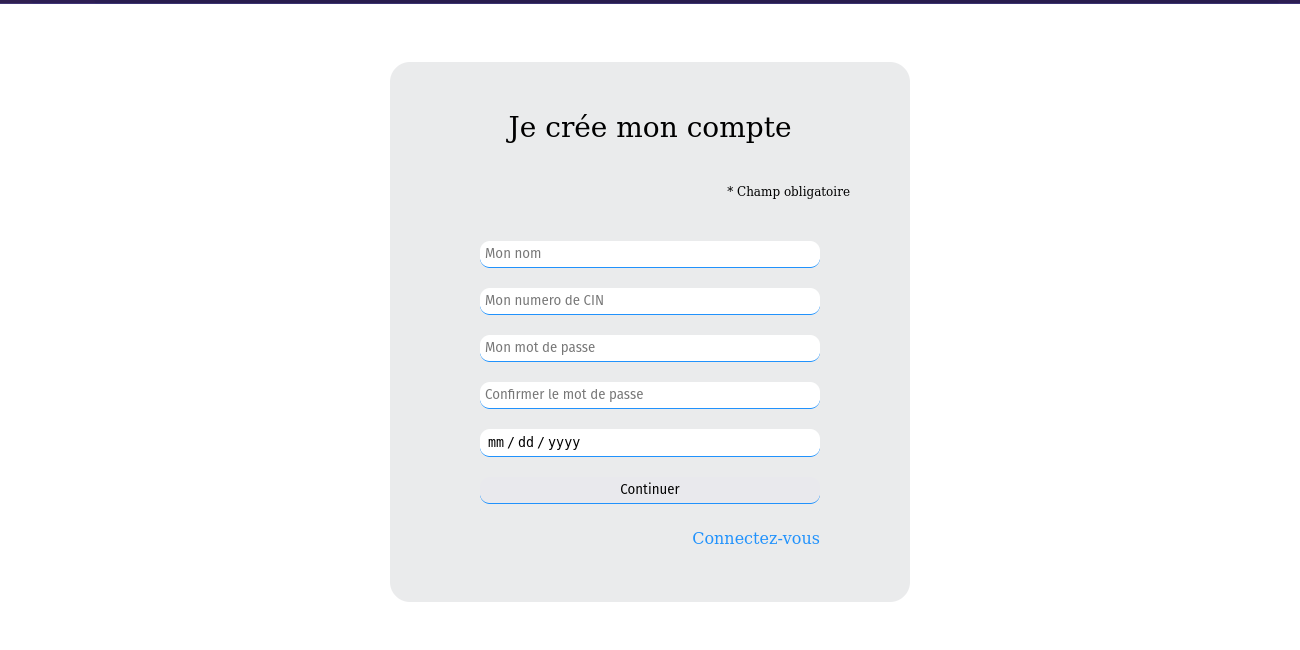 Je crée mon compte
* Champ obligatoire
Mon nom
Mon numero de CIN
Mon mot de passe
Confirmer le mot de passe
mm / dd / yyyy
Continuer
Connectez-vous